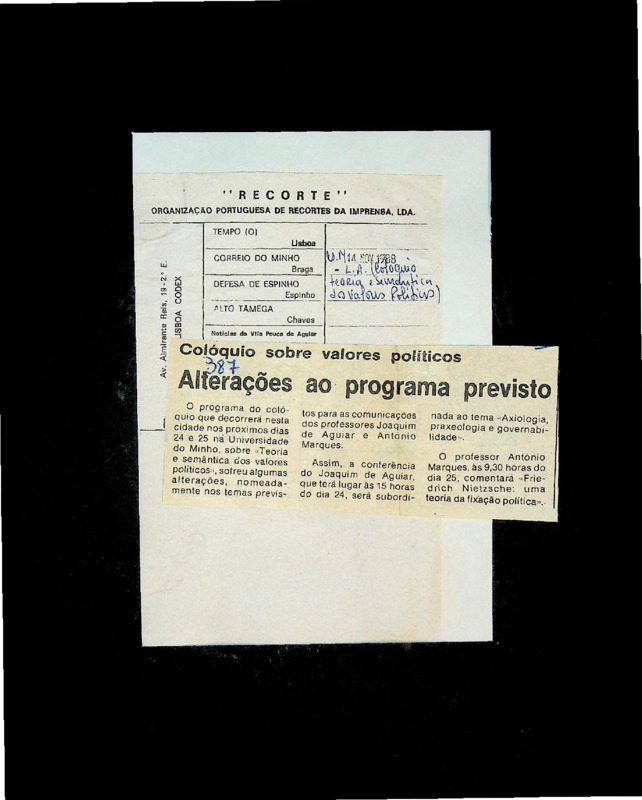 "RECORTE"
ORGANIZAÇAO PORTUGUESA DE RECORTES DA IMPRENSA, LDA.
Av. Almirante Reis, 19-2.º E.
LISBOA CODEX
TEMPO (O)
Lisboa
CORREIO DO MINHO
Braga
DEFESA DE ESPINHO
Espinho
ALTO TAMEGA
Chaves
Noticias de Vila Pouca de Aguiar
U.M 14 NOV 1988
- L.A. (Colóquio
teoria e semântica
dos valores Políticos)
Colóquio sobre valores políticos
387
Alterações ao programa previsto
O programa do coló-
quio que decorrerá nesta
cidade nos próximos dias
24 e 25 na Universidade
do Minho, sobre «Teoria
e semântica dos valores
políticos», sofreu algumas
alterações, nomeada-
mente nos temas previs-
tos para as comunicações
dos professores Joaquim
de Aguiar e António
Marques.
Assim, a conferência
do Joaquim de Aguiar,
que terá lugar às 15 horas
do dia 24, será subordi-
nada ao tema «Axiologia,
praxeologia e governabi-
lidade».
O professor António
Marques, às 9,30 horas do
dia 25, comentará «Frie-
drich Nietzsche: uma
teoria da fixação política».